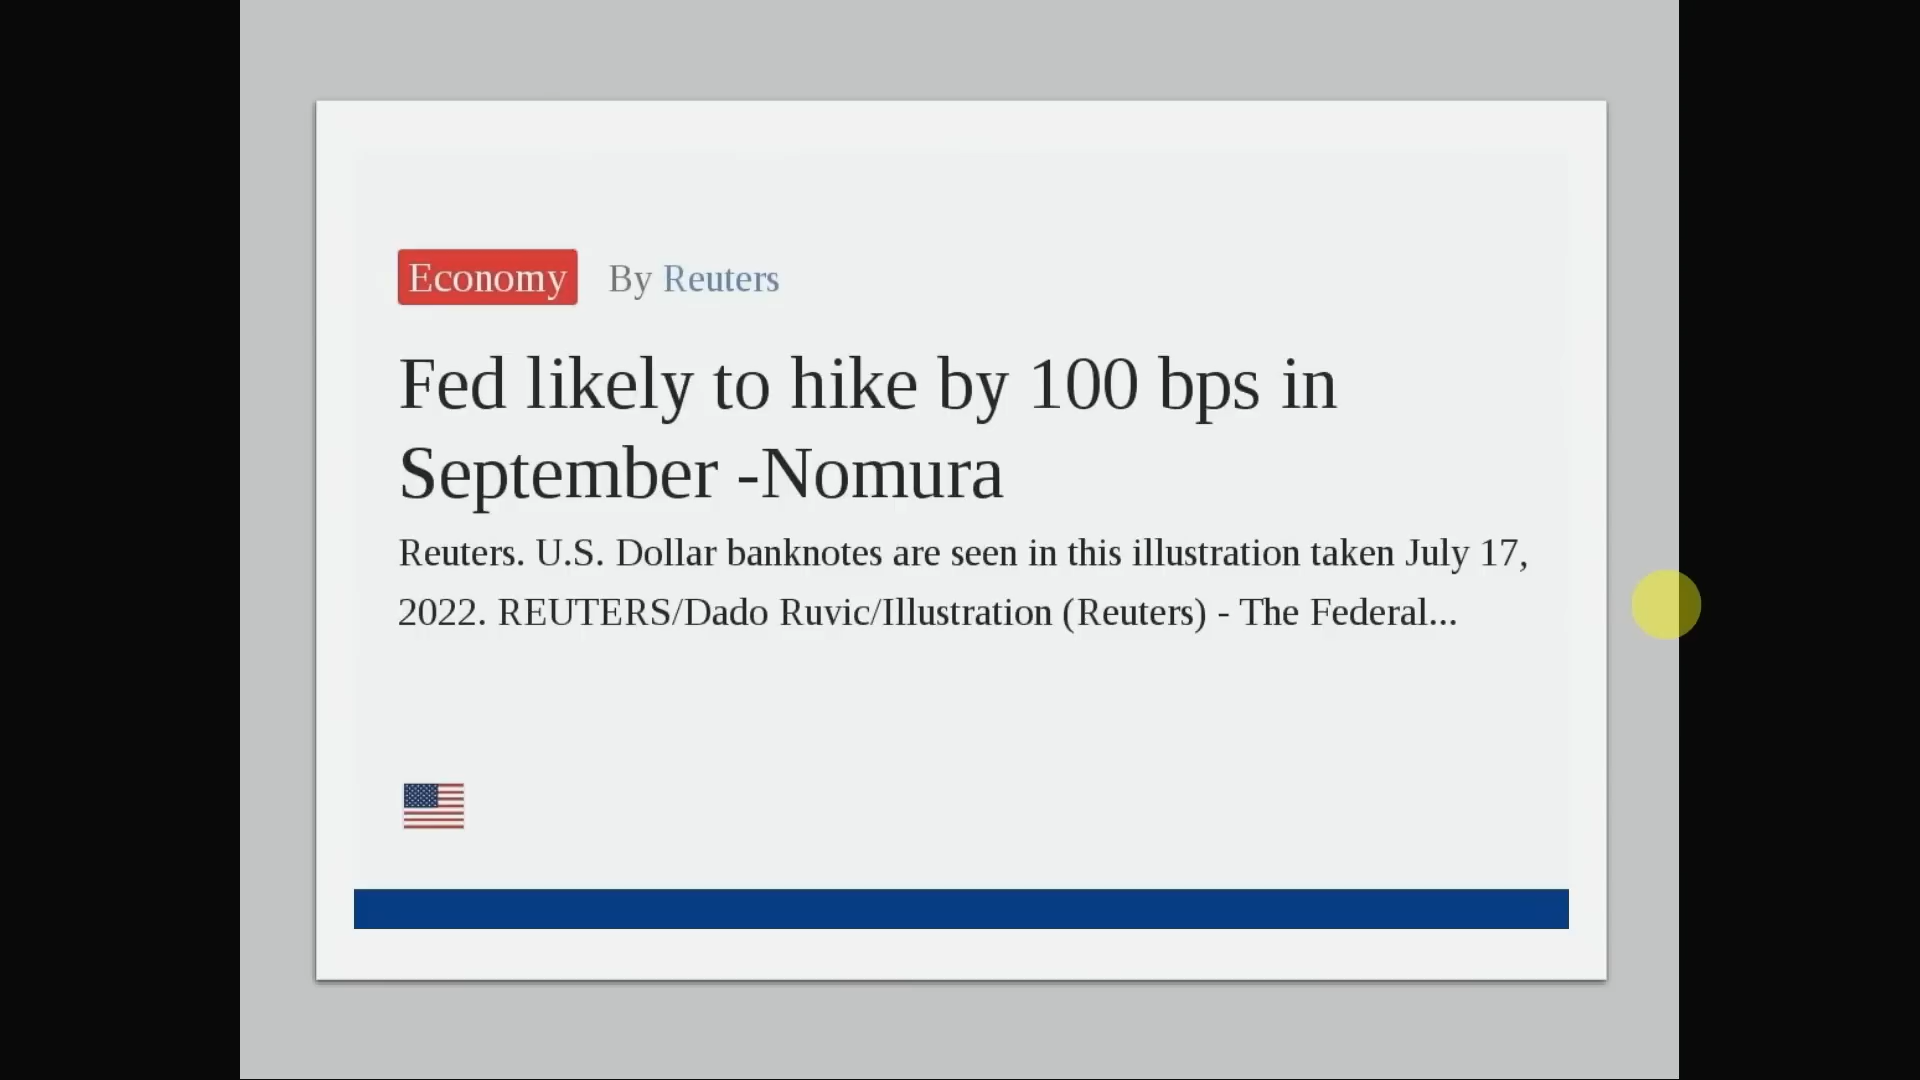 Economy By Reuters
Fed likely to hike by 100 bps in
September -Nomura
Reuters. U.S. Dollar banknotes are seen in this illustration taken July 17,
2022. REUTERS/Dado Ruvic/Illustration (Reuters) - The Federal...